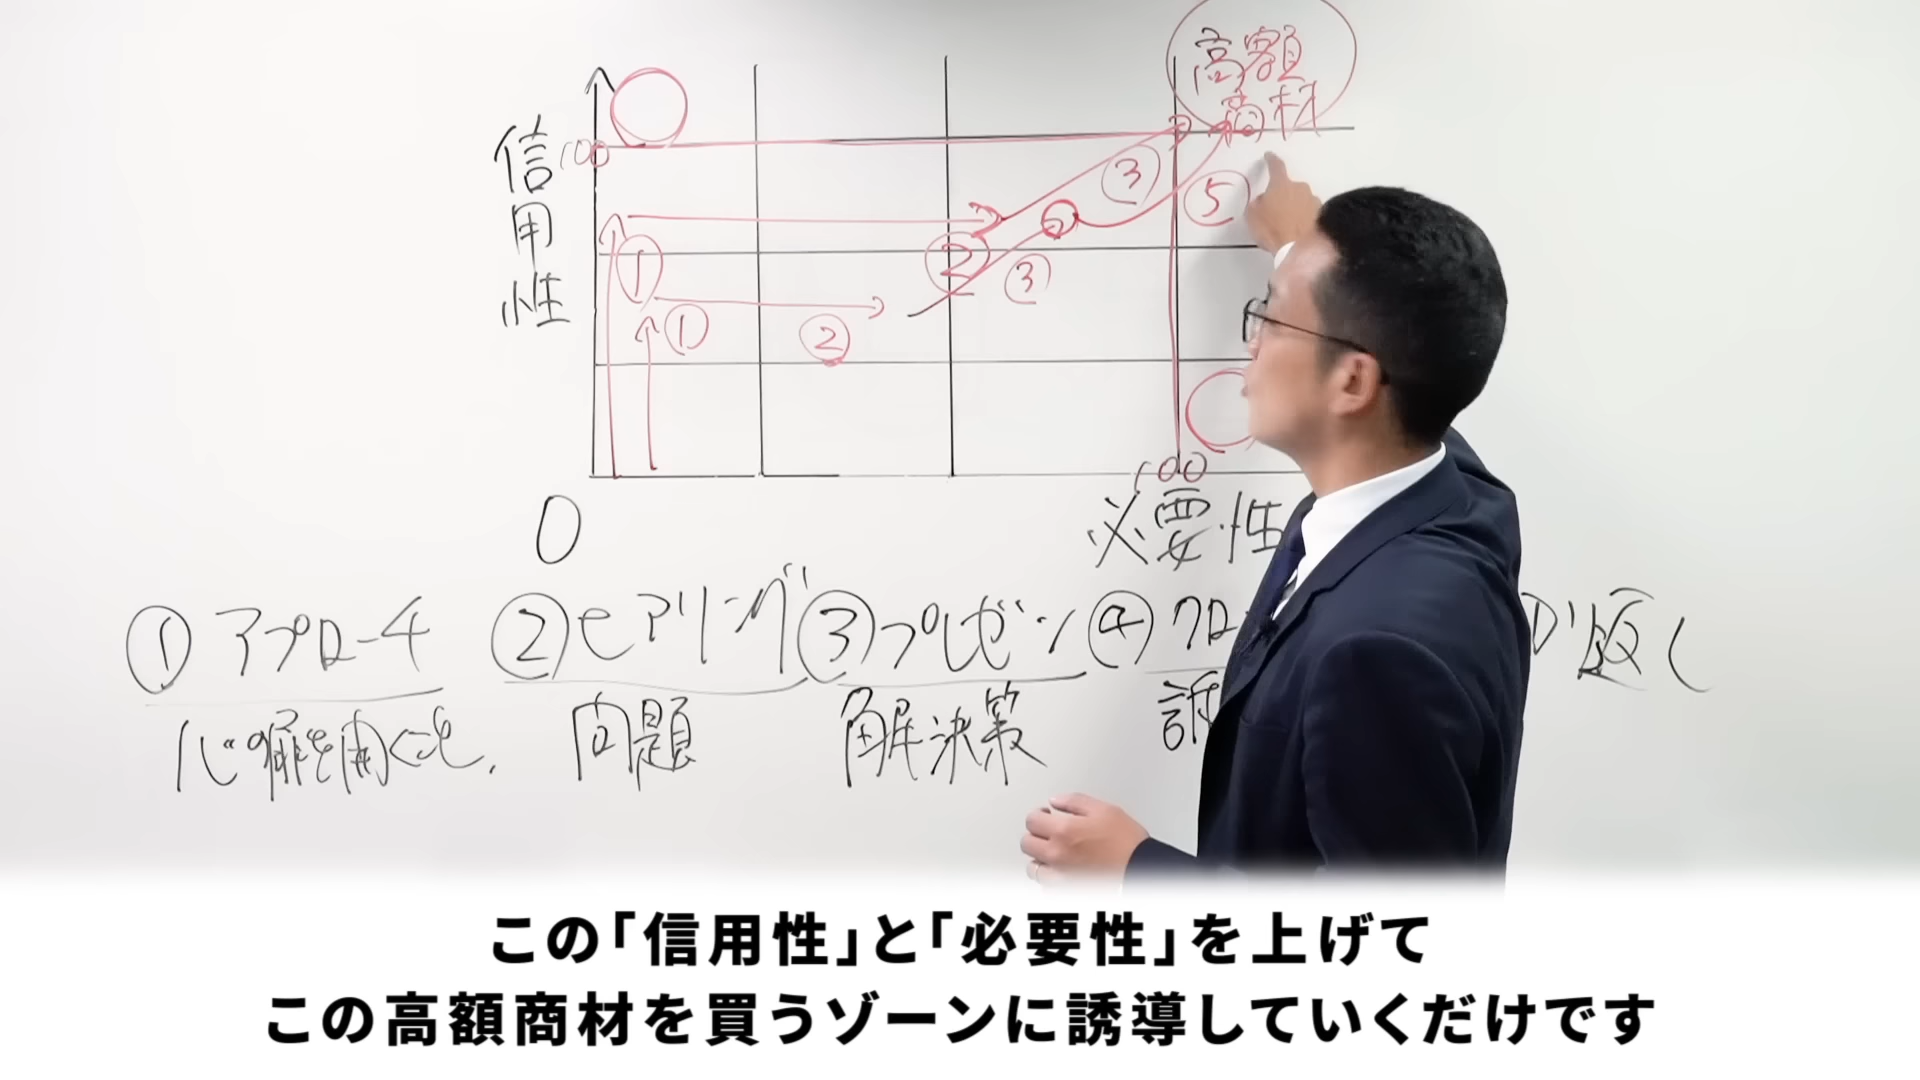 高額
商材
信用性
100
③
⑤
①
②
③
①
②
100
0
必要性
①アプローチ ②ヒアリング ③プレゼン ④クロー 返し
心の扉を開くこと. 問題 解決策
この「信用性」と「必要性」を上げて
この高額商材を買うゾーンに誘導していくだけです